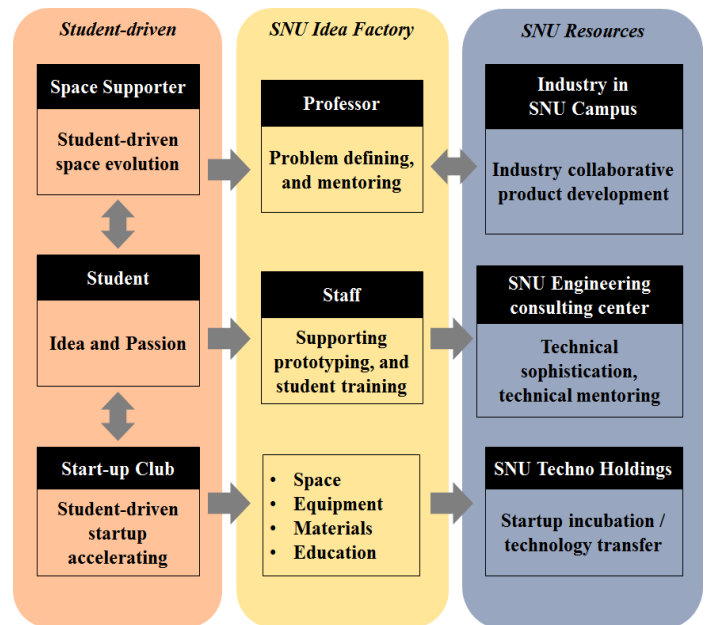 Student-driven
Space Supporter
Student-driven
space evolution
Student
Idea and Passion
Start-up Club
Student-driven
startup
accelerating
SNU Idea Factory
Professor
Problem defining,
and mentoring
Staff
Supporting
prototyping, and
student training
• Space
• Equipment
• Materials
• Education
SNU Resources
Industry in
SNU Campus
Industry collaborative
product development
SNU Engineering
consulting center
Technical
sophistication,
technical mentoring
SNU Techno Holdings
Startup incubation /
technology transfer